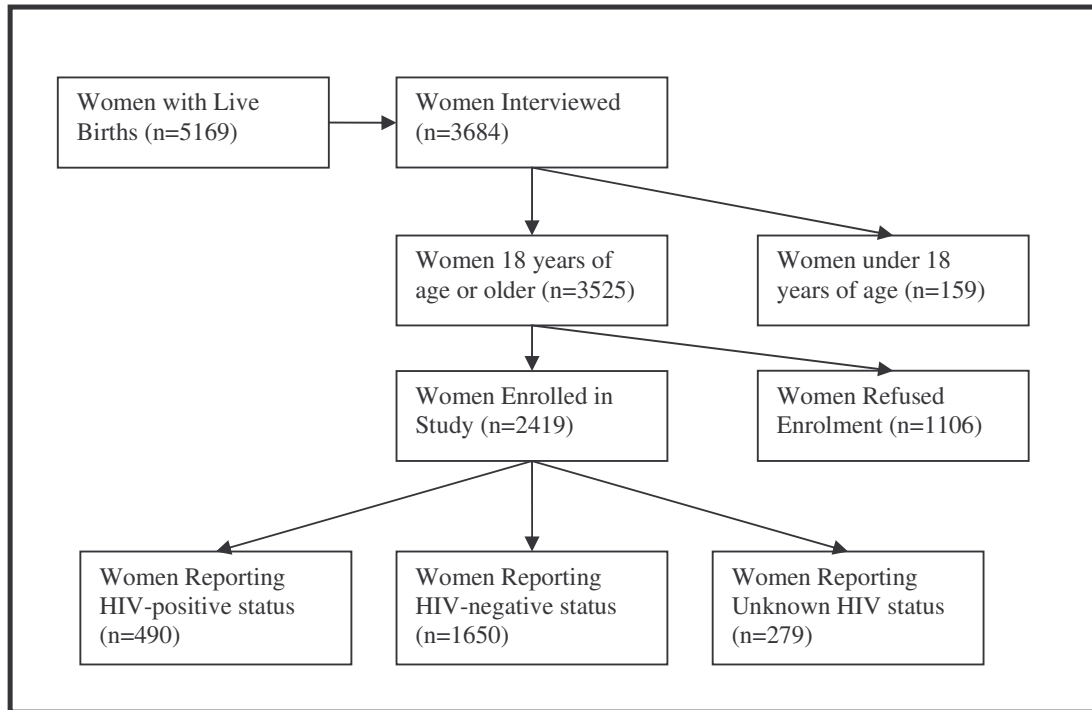 Women with Live
Births (n=5169)
Women Interviewed
(n=3684)
Women 18 years of
age or older (n=3525)
Women under 18
years of age (n=159)
Women Enrolled in
Study (n=2419)
Women Refused
Enrolment (n=1106)
Women Reporting
HIV-positive status
(n=490)
Women Reporting
HIV-negative status
(n=1650)
Women Reporting
Unknown HIV status
(n=279)